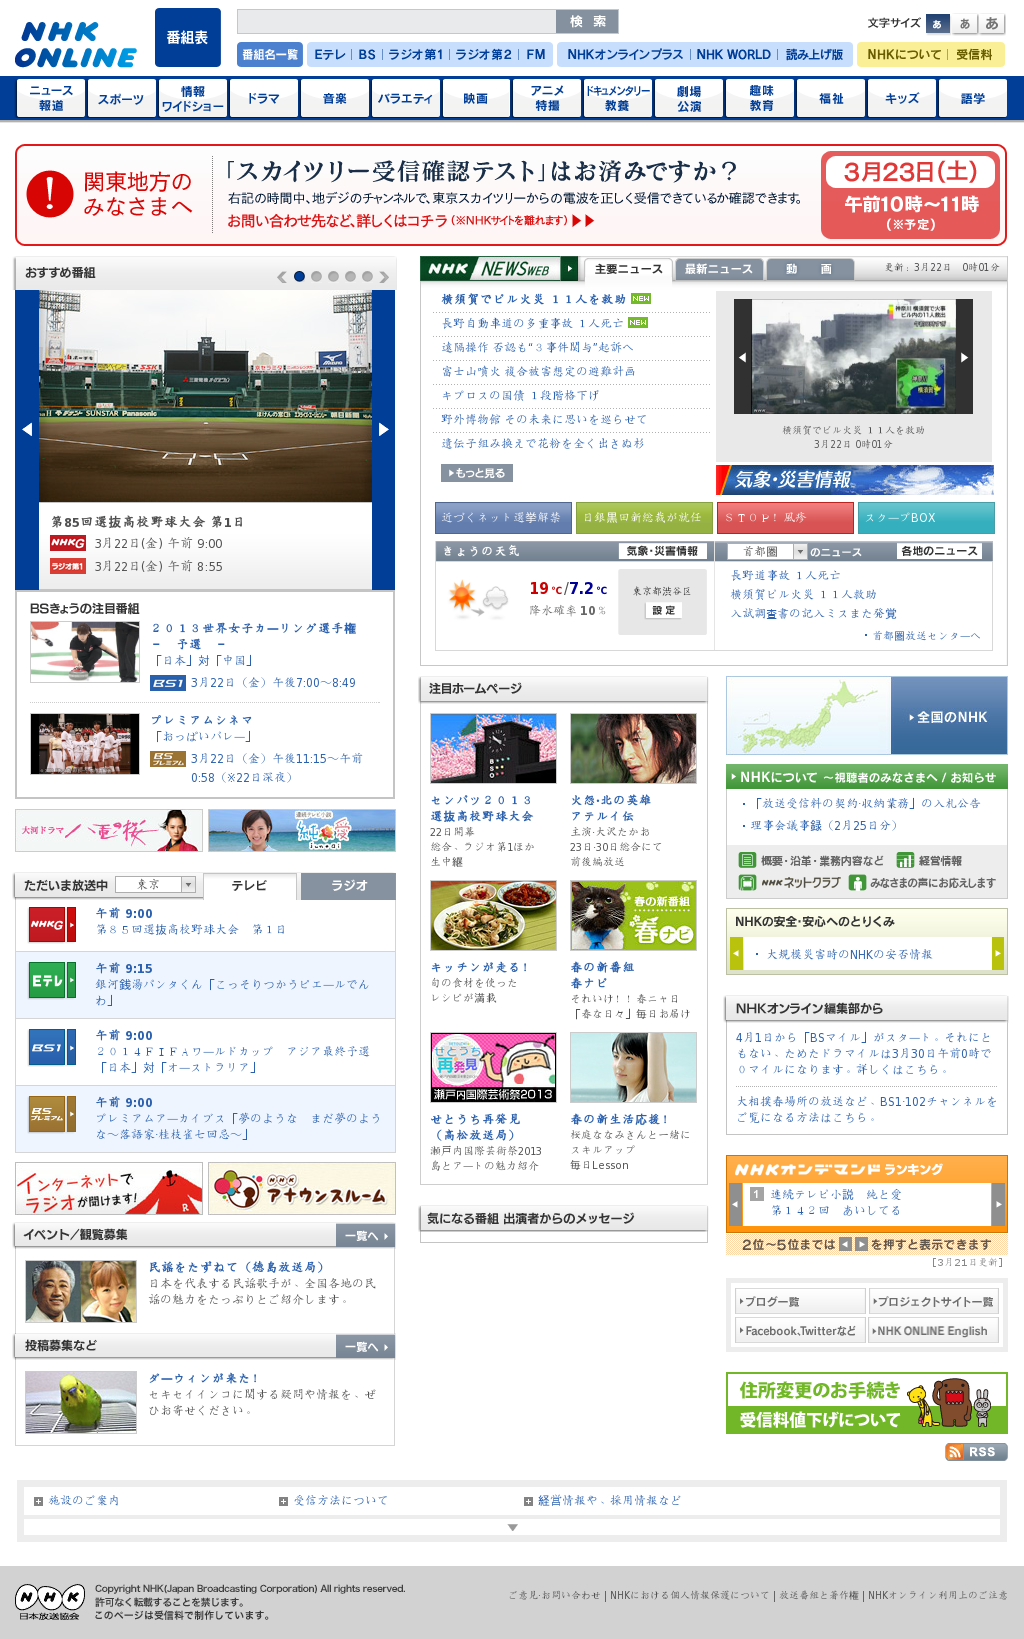 NHK ONLINE
番組表
検索
文字サイズ あ あ あ
番組名一覧 Eテレ BS ラジオ第1 ラジオ第2 FM NHKオンラインプラス NHK WORLD 読み上げ版 NHKについて 受信料
ニュース 報道
スポーツ
情報 ワイドショー
ドラマ
音楽
バラエティ
映画
アニメ 特撮
ドキュメンタリー 教養
劇場 公演
趣味 教育
福祉
キッズ
語学
関東地方の
みなさまへ
「スカイツリー受信確認テスト」はお済みですか？
右記の時間中、地デジのチャンネルで、東京スカイツリーからの電波を正しく受信できているか確認できます。
お問い合わせ先など、詳しくはコチラ(※NHKサイトを離れます)▶▶
3月23日(土)
午前10時〜11時
(※予定)
おすすめ番組
第85回選抜高校野球大会 第1日
NHK G 3月22日(金) 午前 9:00
ラジオ第1 3月22日(金) 午前 8:55
BSきょうの注目番組
２０１３世界女子カーリング選手権
－　予選　－
「日本」対「中国」
BS1 3月22日（金）午後7:00〜8:49
プレミアムシネマ
「おっぱいバレー」
BSプレミアム 3月22日（金）午後11:15〜午前
0:58（※22日深夜）
大河ドラマ 八重の桜
連続テレビ小説 純と愛
ただいま放送中 東京 テレビ ラジオ
NHK G 午前 9:00
第８５回選抜高校野球大会　第１日
Eテレ 午前 9:15
銀河銭湯パンタくん「こっそりつかうビエールでん
わ」
BS1 午前 9:00
２０１４ＦＩＦＡワールドカップ　アジア最終予選
「日本」対「オーストラリア」
BSプレミアム 午前 9:00
プレミアムアーカイブス「夢のような　まだ夢のよう
な〜落語家・桂枝雀七回忌〜」
インターネットで
ラジオが聞けます!
NHK アナウンスルーム
イベント／観覧募集 一覧へ
民謡をたずねて（徳島放送局）
日本を代表する民謡歌手が、全国各地の民
謡の魅力をたっぷりとご紹介します。
投稿募集など 一覧へ
ダーウィンが来た！
セキセイインコに関する疑問や情報を、ぜ
ひお寄せください。
NHK NEWS WEB 主要ニュース 最新ニュース 動画 更新：3月22日　0時01分
横須賀でビル火災 １１人を救助 NEW
長野自動車道の多重事故 １人死亡 NEW
遠隔操作 否認も“３事件関与”起訴へ
富士山噴火 複合被害想定の避難計画
キプロスの国債 １段階格下げ
野外博物館 その未来に思いを巡らせて
遺伝子組み換えで花粉を全く出さぬ杉
もっと見る
神奈川 横須賀で火事
ビル内の11人救出
神奈川
横須賀
横須賀でビル火災 １１人を救助
3月22日 0時01分
気象・災害情報
近づくネット選挙解禁
日銀黒田新総裁が就任
ＳＴＯＰ！風疹
スクープBOX
きょうの天気 気象・災害情報
首都圏 のニュース 各地のニュース
19℃/7.2℃
降水確率 10％
東京都渋谷区
設定
長野道事故 １人死亡
横須賀ビル火災 １１人救助
入試調査書の記入ミスまた発覚
・首都圏放送センターへ
注目ホームページ
センバツ２０１３
選抜高校野球大会
22日開幕
総合、ラジオ第1ほか
生中継
火怨・北の英雄
アテルイ伝
主演・大沢たかお
23日・30日総合にて
前後編放送
キッチンが走る！
旬の食材を使った
レシピが満載
春の新番組
春ナビ
春の新番組
春ナビ
それいけ！！春ニャ日
「春な日々」毎日お届け
せとうち
再発見
瀬戸内国際芸術祭2013
せとうち再発見
（高松放送局）
瀬戸内国際芸術祭2013
島とアートの魅力紹介
春の新生活応援！
桜庭ななみさんと一緒に
スキルアップ
毎日Lesson
気になる番組 出演者からのメッセージ
全国のNHK
NHKについて 〜視聴者のみなさまへ / お知らせ
・「放送受信料の契約・収納業務」の入札公告
・理事会議事録（2月25日分）
概要・沿革・業務内容など 経営情報
NHKネットクラブ みなさまの声にお応えします
NHKの安全・安心へのとりくみ
・ 大規模災害時のNHKの安否情報
NHKオンライン編集部から
4月1日から「BSマイル」がスタート。それにと
もない、ためたドラマイルは3月30日午前0時で
０マイルになります。詳しくはこちら。
大相撲春場所の放送など、BS1・102チャンネルを
ご覧になる方法はこちら。
NHKオンデマンド ランキング
1 連続テレビ小説　純と愛
第１４２回　あいしてる
2位〜5位までは ◀ ▶ を押すと表示できます
[3月21日更新]
ブログ一覧
プロジェクトサイト一覧
Facebook、Twitterなど
NHK ONLINE English
住所変更のお手続き
受信料値下げについて
RSS
施設のご案内
受信方法について
経営情報や、採用情報など
NHK
日本放送協会
Copyright NHK(Japan Broadcasting Corporation) All rights reserved.
許可なく転載することを禁じます。
このページは受信料で制作しています。
ご意見・お問い合わせ | NHKにおける個人情報保護について | 放送番組と著作権 | NHKオンライン利用上のご注意